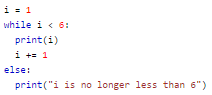 i = 1
while i < 6:
  print(i)
  i += 1
else:
  print("i is no longer less than 6")